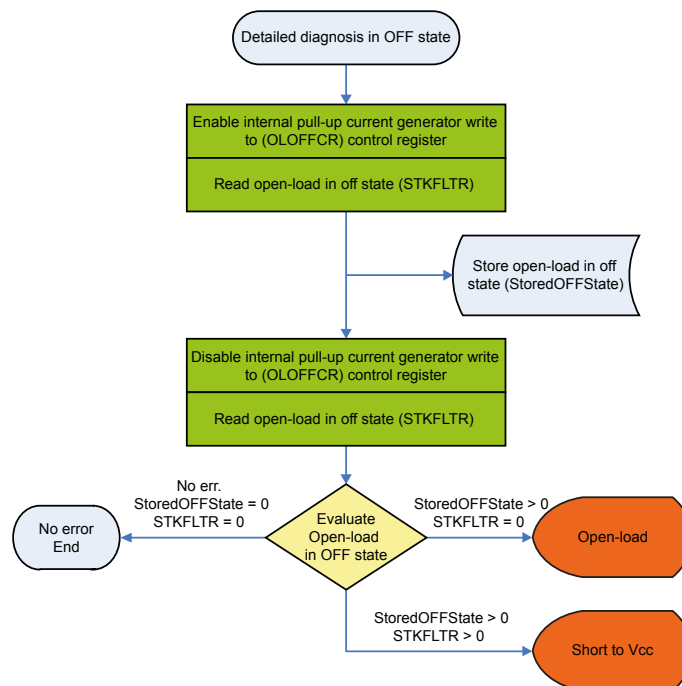 Detailed diagnosis in OFF state
Enable internal pull-up current generator write
to (OLOFFCR) control register
Read open-load in off state (STKFLTR)
Store open-load in off
state (StoredOFFState)
Disable internal pull-up current generator write
to (OLOFFCR) control register
Read open-load in off state (STKFLTR)
No err.
StoredOFFState = 0
STKFLTR = 0
No error
End
Evaluate
Open-load
in OFF state
StoredOFFState > 0
STKFLTR = 0
Open-load
StoredOFFState > 0
STKFLTR > 0
Short to Vcc